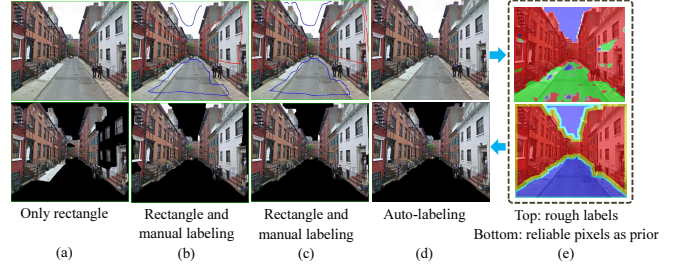 Only rectangle
Rectangle and
manual labeling
Rectangle and
manual labeling
Auto-labeling
Top: rough labels
Bottom: reliable pixels as prior
(a)
(b)
(c)
(d)
(e)